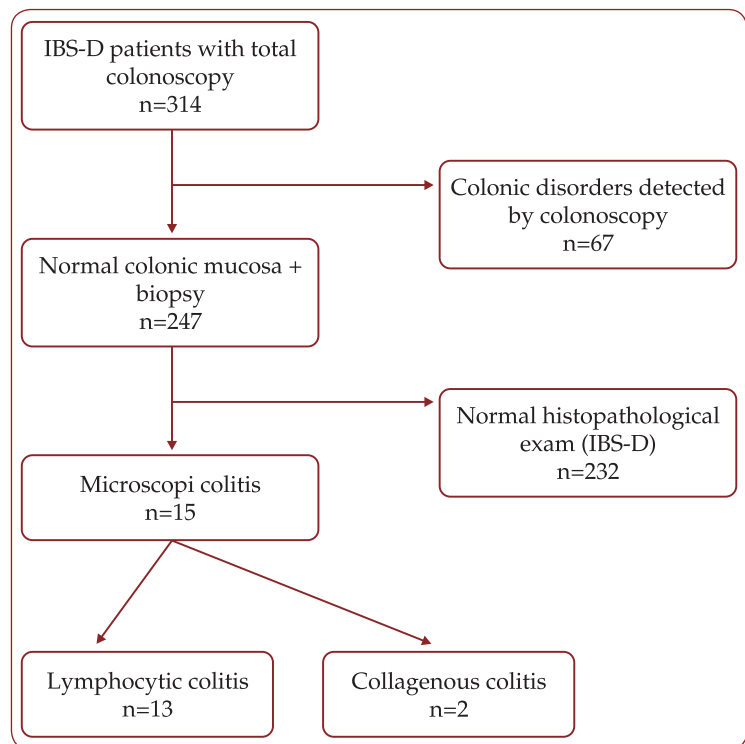 IBS-D patients with total
colonoscopy
n=314
Colonic disorders detected
by colonoscopy
n=67
Normal colonic mucosa +
biopsy
n=247
Normal histopathological
exam (IBS-D)
n=232
Microscopi colitis
n=15
Lymphocytic colitis
n=13
Collagenous colitis
n=2